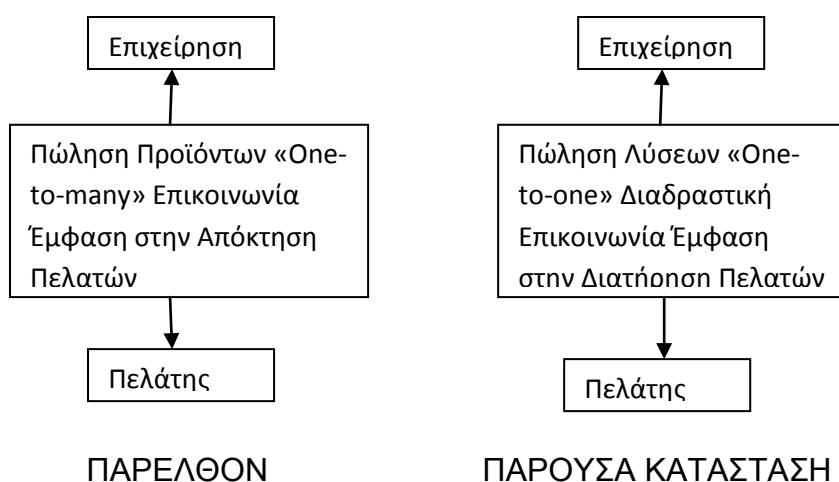 Επιχείρηση
Πώληση Προϊόντων «One-
to-many» Επικοινωνία
Έμφαση στην Απόκτηση
Πελατών
Πελάτης
ΠΑΡΕΛΘΟΝ
Επιχείρηση
Πώληση Λύσεων «One-
to-one» Διαδραστική
Επικοινωνία Έμφαση
στην Διατήρηση Πελατών
Πελάτης
ΠΑΡΟΥΣΑ ΚΑΤΑΣΤΑΣΗ